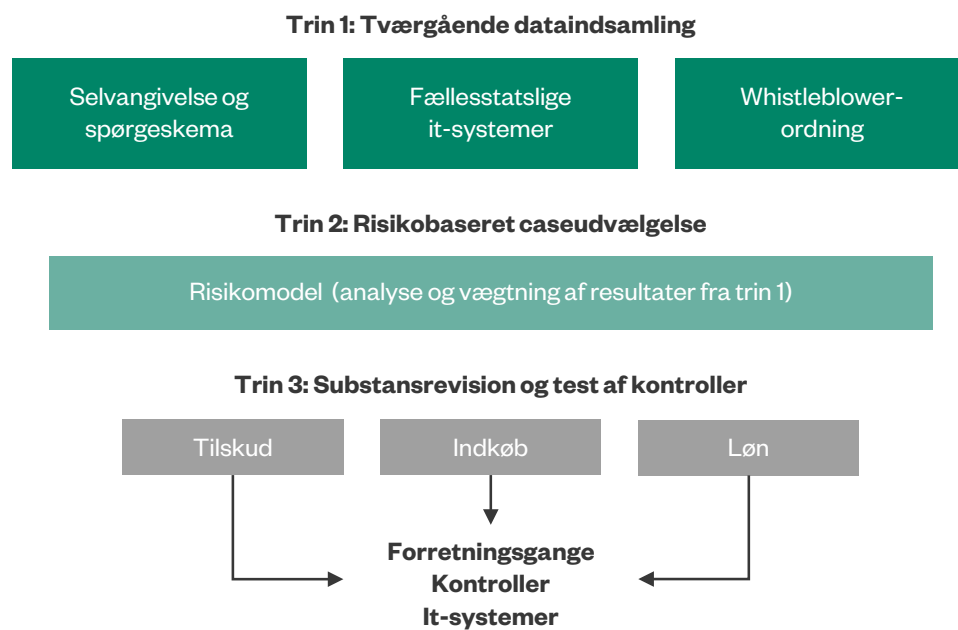 Trin 1: Tværgående dataindsamling
Selvangivelse og
spørgeskema
Fællesstatslige
it-systemer
Whistleblower-
ordning
Trin 2: Risikobaseret caseudvælgelse
Risikomodel (analyse og vægtning af resultater fra trin 1)
Trin 3: Substansrevision og test af kontroller
Tilskud
Indkøb
Løn
Forretningsgange
Kontroller
It-systemer